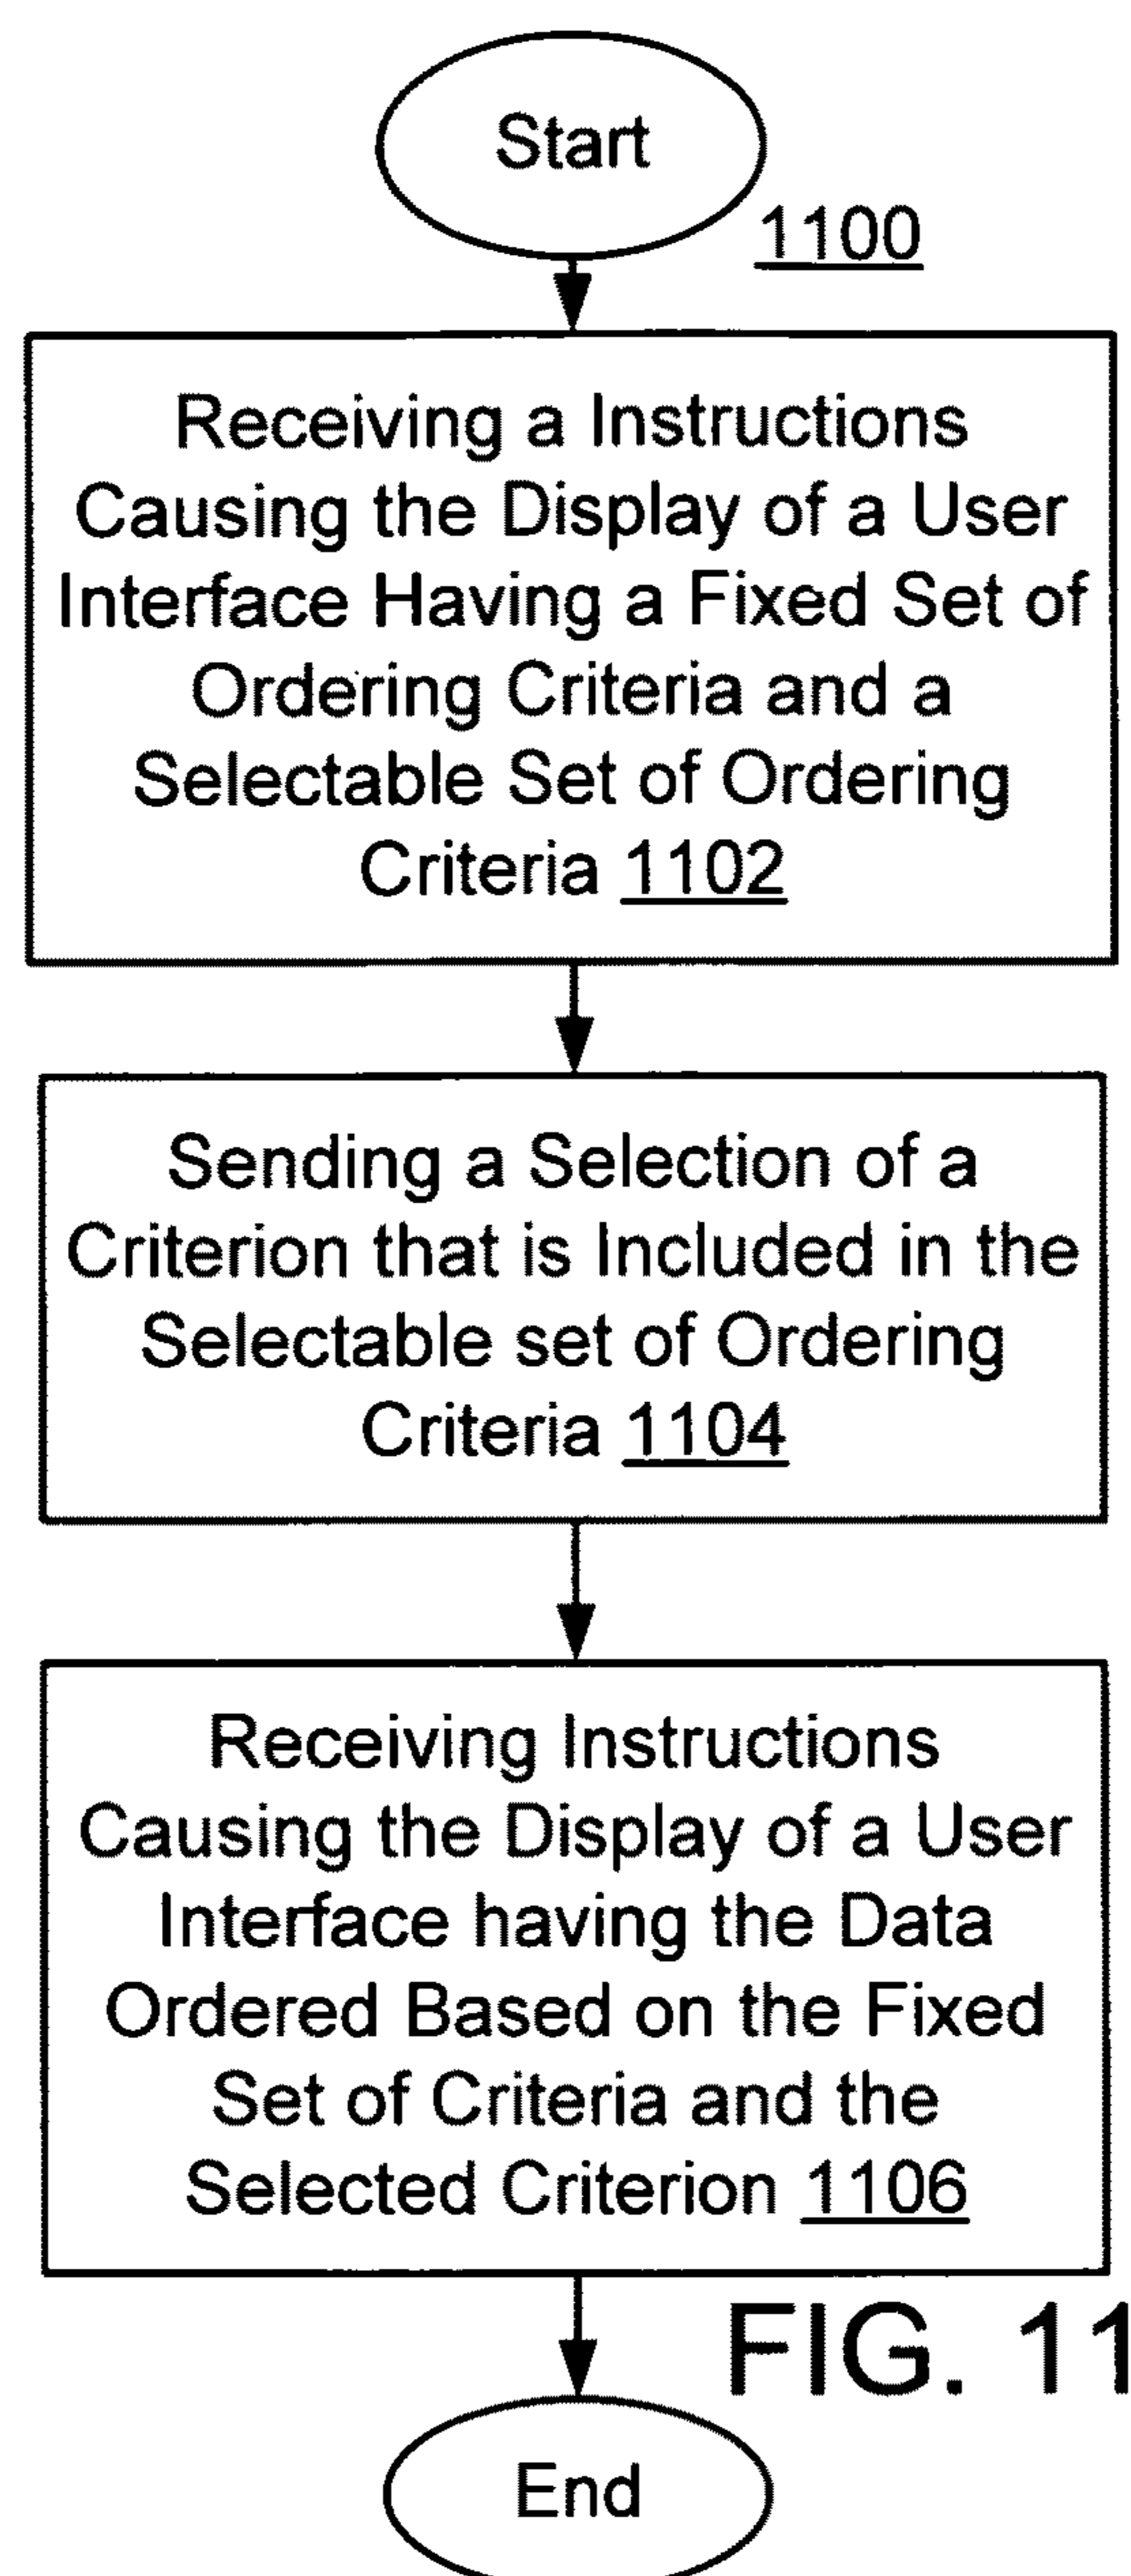 Start
1100
Receiving a Instructions
Causing the Display of a User
Interface Having a Fixed Set of
Ordering Criteria and a
Selectable Set of Ordering
Criteria 1102
Sending a Selection of a
Criterion that is Included in the
Selectable set of Ordering
Criteria 1104
Receiving Instructions
Causing the Display of a User
Interface having the Data
Ordered Based on the Fixed
Set of Criteria and the
Selected Criterion 1106
FIG. 11
End